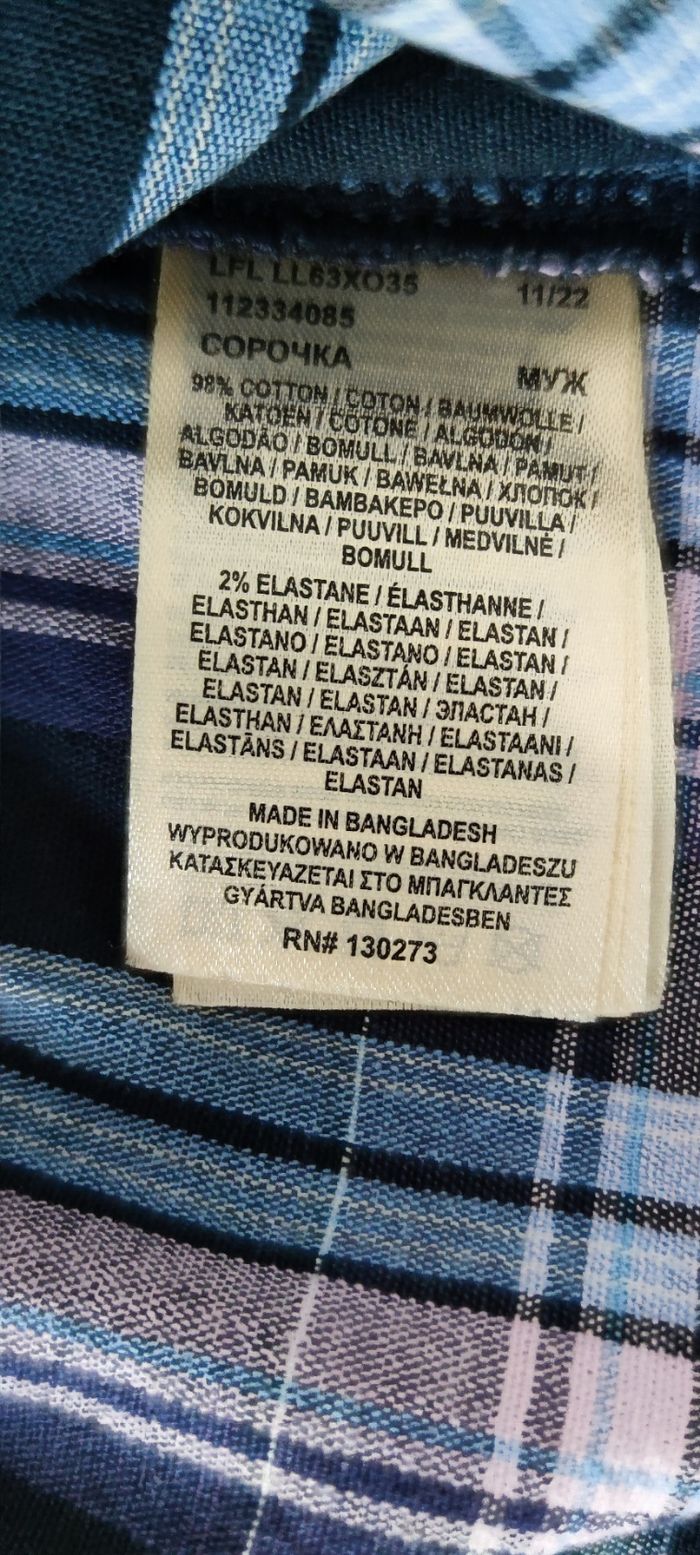 LFL LL63XO35 11/22
112334085
СОРОЧКА МУЖ
98% COTTON / COTON / BAUMWOLLE /
KATOEN / COTONE / ALGODÓN /
ALGODÃO / BOMULL / BAVLNA / PAMUT /
BAVLNA / PAMUK / BAWEŁNA / ХЛОПОК /
BOMULD / ΒΑΜΒΑΚΕΡΟ / PUUVILLA /
KOKVILNA / PUUVILL / MEDVILNĖ /
BOMULL
2% ELASTANE / ÉLASTHANNE /
ELASTHAN / ELASTAAN / ELASTAN /
ELASTANO / ELASTANO / ELASTAN /
ELASTAN / ELASZTÁN / ELASTAN /
ELASTAN / ELASTAN / ЭЛАСТАН /
ELASTHAN / ΕΛΑΣΤΑΝΗ / ELASTAANI /
ELASTĀNS / ELASTAAN / ELASTANAS /
ELASTAN
MADE IN BANGLADESH
WYPRODUKOWANO W BANGLADESZU
ΚΑΤΑΣΚΕΥΑΖΕΤΑΙ ΣΤΟ ΜΠΑΓΚΛΑΝΤΕΣ
GYÁRTVA BANGLADESBEN
RN# 130273